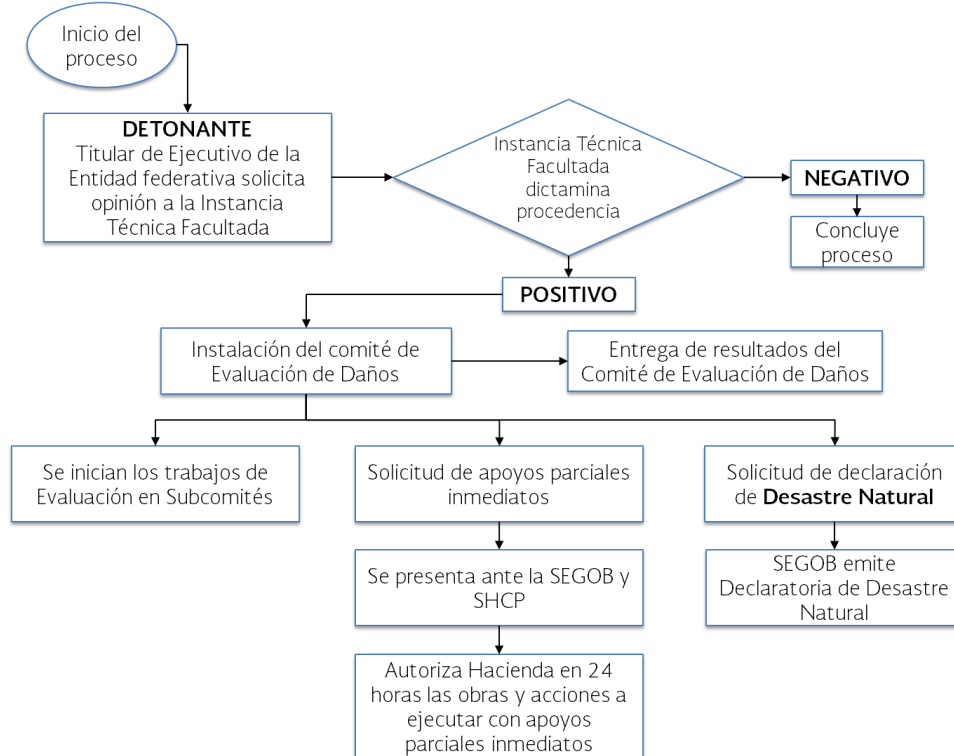 Inicio del
proceso
DETONANTE
Titular de Ejecutivo de la
Entidad federativa solicita
opinión a la Instancia
Técnica Facultada
Instancia Técnica
Facultada
dictamina
procedencia
NEGATIVO
Concluye
proceso
POSITIVO
Instalación del comité de
Evaluación de Daños
Entrega de resultados del
Comité de Evaluación de Daños
Se inician los trabajos de
Evaluación en Subcomités
Solicitud de apoyos parciales
inmediatos
Se presenta ante la SEGOB y
SHCP
Autoriza Hacienda en 24
horas las obras y acciones a
ejecutar con apoyos
parciales inmediatos
Solicitud de declaración
de Desastre Natural
SEGOB emite
Declaratoria de Desastre
Natural